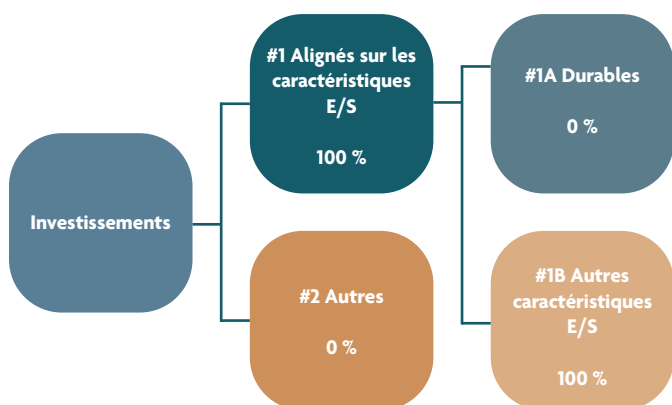 Investissements
#1 Alignés sur les
caractéristiques
E/S
100 %
#2 Autres
0 %
#1A Durables
0 %
#1B Autres
caractéristiques
E/S
100 %